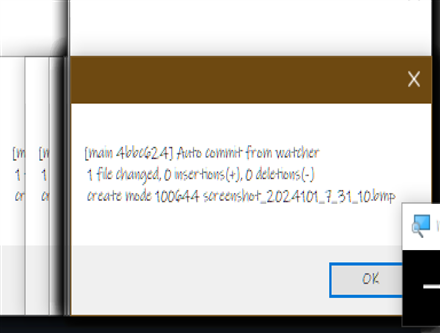 [m
[m
[main 4bbc624] Auto commit from watcher
1
1
1 file changed, 0 insertions(+), 0 deletions(-)
cr
cr
create mode 100644 screenshot_2024101_7_31_10.bmp
OK